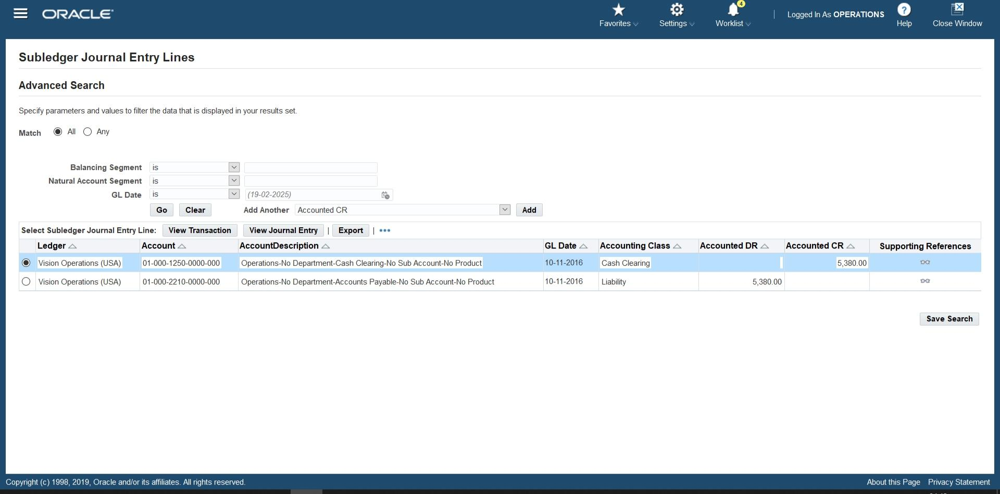 ORACLE
Favorites
Settings
4
Worklist
Logged In As OPERATIONS
?
Help
Close Window
Subledger Journal Entry Lines
Advanced Search
Specify parameters and values to filter the data that is displayed in your results set.
Match All Any
Balancing Segment is
Natural Account Segment is
GL Date is (19-02-2025)
Go Clear Add Another Accounted CR Add
Select Subledger Journal Entry Line: View Transaction View Journal Entry | Export | •••
Ledger Account AccountDescription GL Date Accounting Class Accounted DR Accounted CR Supporting References
Vision Operations (USA) 01-000-1250-0000-000 Operations-No Department-Cash Clearing-No Sub Account-No Product 10-11-2016 Cash Clearing 5,380.00
Vision Operations (USA) 01-000-2210-0000-000 Operations-No Department-Accounts Payable-No Sub Account-No Product 10-11-2016 Liability 5,380.00
Save Search
Copyright (c) 1998, 2019, Oracle and/or its affiliates. All rights reserved. About this Page Privacy Statement